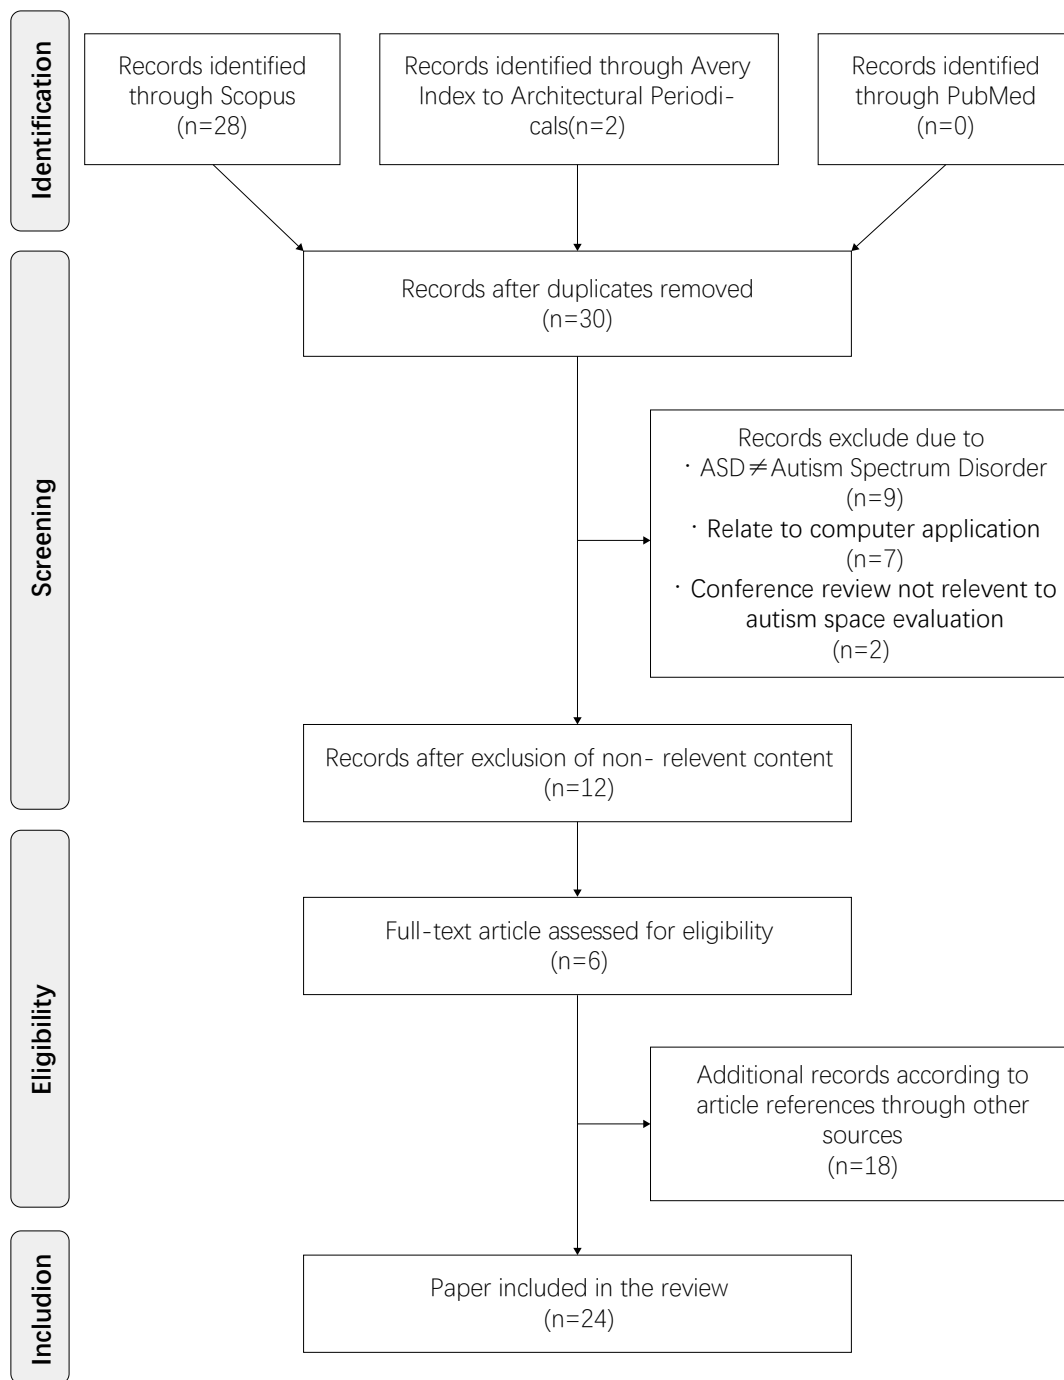 Identification
Records identified
through Scopus
(n=28)
Records identified through Avery
Index to Architectural Periodi-
cals(n=2)
Records identified
through PubMed
(n=0)
Screening
Records after duplicates removed
(n=30)
Records exclude due to
· ASD≠Autism Spectrum Disorder
(n=9)
· Relate to computer application
(n=7)
· Conference review not relevent to
autism space evaluation
(n=2)
Records after exclusion of non- relevent content
(n=12)
Eligibility
Full-text article assessed for eligibility
(n=6)
Additional records according to
article references through other
sources
(n=18)
Includion
Paper included in the review
(n=24)